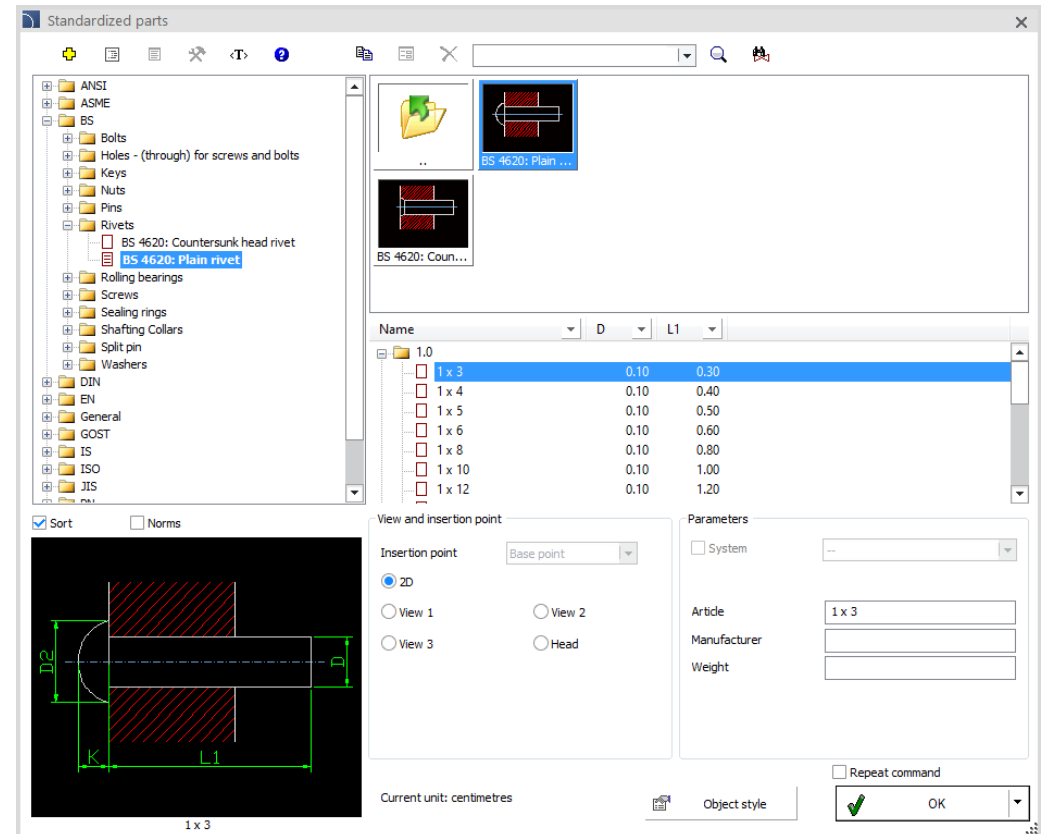 Standardized parts
<T>
ANSI
ASME
BS
Bolts
Holes - (through) for screws and bolts
Keys
Nuts
Pins
Rivets
BS 4620: Countersunk head rivet
BS 4620: Plain rivet
Rolling bearings
Screws
Sealing rings
Shafting Collars
Split pin
Washers
DIN
EN
General
GOST
IS
ISO
JIS
..
BS 4620: Plain ...
BS 4620: Coun...
Name D L1
1.0
1 x 3 0.10 0.30
1 x 4 0.10 0.40
1 x 5 0.10 0.50
1 x 6 0.10 0.60
1 x 8 0.10 0.80
1 x 10 0.10 1.00
1 x 12 0.10 1.20
Sort Norms
D2 D
K L1
1 x 3
View and insertion point
Insertion point Base point
2D
View 1 View 2
View 3 Head
Parameters
System --
Article 1 x 3
Manufacturer
Weight
Repeat command
Current unit: centimetres
Object style
OK